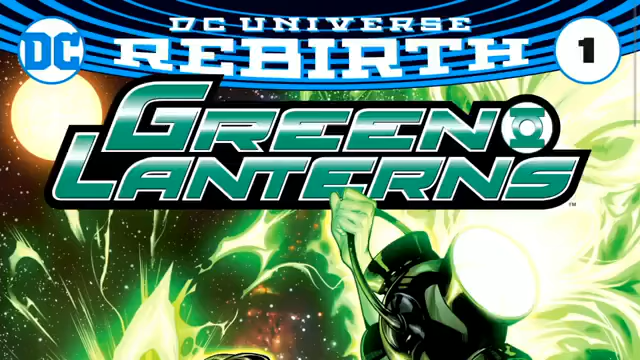 DC UNIVERSE
DC
REBIRTH
1
GREEN
LANTERNS
™